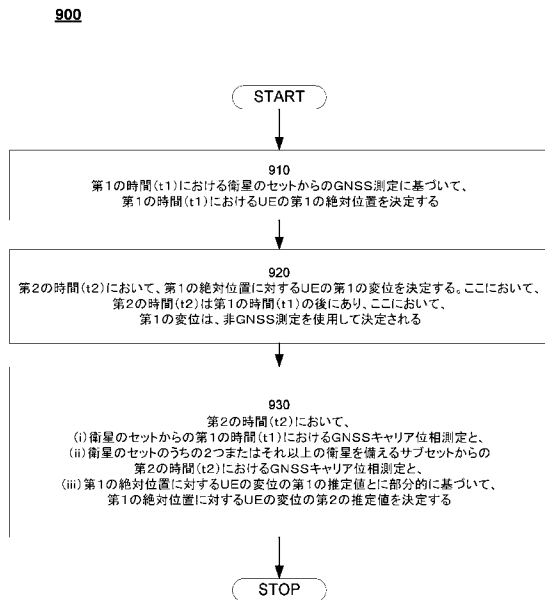 900
START
910
第1の時間(t1)における衛星のセットからのGNSS測定に基づいて、
第1の時間(t1)におけるUEの第1の絶対位置を決定する
920
第2の時間(t2)において、第1の絶対位置に対するUEの第1の変位を決定する。ここにおいて、
第2の時間(t2)は第1の時間(t1)の後にあり、ここにおいて、
第1の変位は、非GNSS測定を使用して決定される
930
第2の時間(t2)において、
(i)衛星のセットからの第1の時間(t1)におけるGNSSキャリア位相測定と、
(ii)衛星のセットのうちの2つまたはそれ以上の衛星を備えるサブセットからの
第2の時間(t2)におけるGNSSキャリア位相測定と、
(iii)第1の絶対位置に対するUEの変位の第1の推定値とに部分的に基づいて、
第1の絶対位置に対するUEの変位の第2の推定値を決定する
STOP